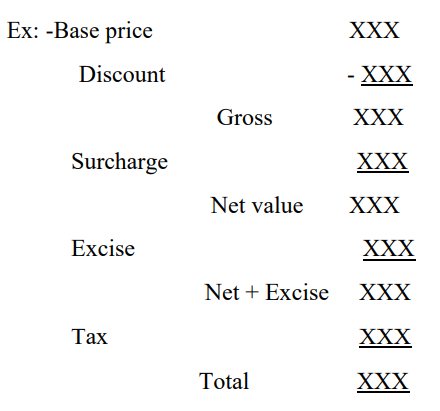 Ex: -Base price XXX
Discount - XXX
Gross XXX
Surcharge XXX
Net value XXX
Excise XXX
Net + Excise XXX
Tax XXX
Total XXX